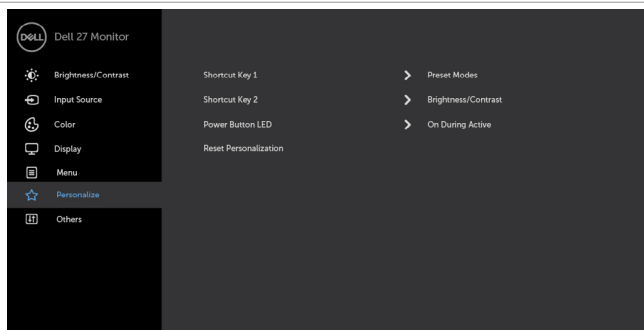 DELL Dell 27 Monitor
Brightness/Contrast
Input Source
Color
Display
Menu
Personalize
Others
Shortcut Key 1 > Preset Modes
Shortcut Key 2 > Brightness/Contrast
Power Button LED > On During Active
Reset Personalization